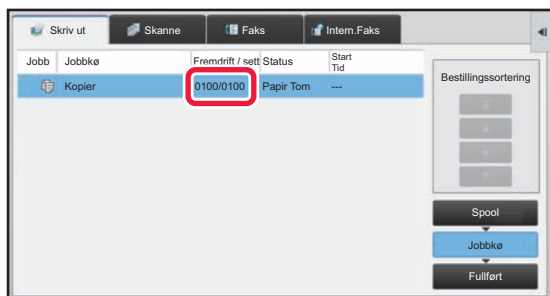 Skriv ut
Skanne
Faks
Intern.Faks
Jobb Jobbkø Fremdrift / sett Status Start Tid
Kopier 0100/0100 Papir Tom ---
Bestillingssortering
Spool
Jobbkø
Fullført